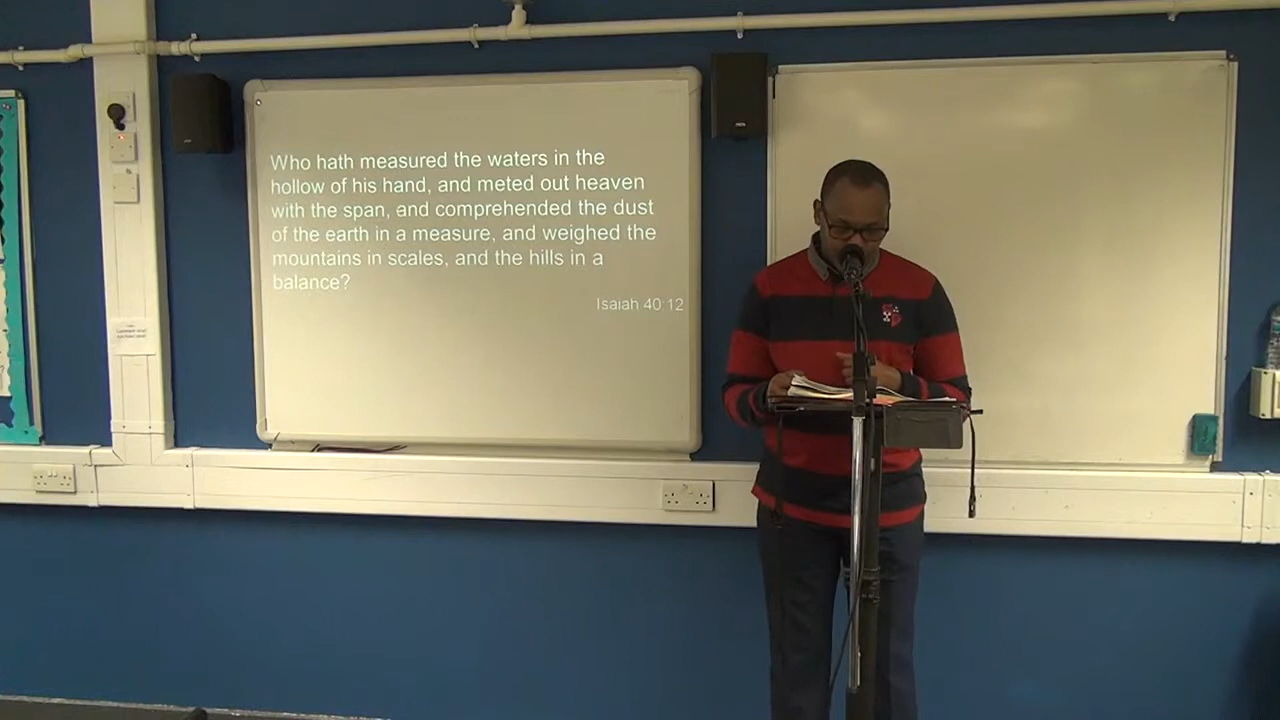 Who hath measured the waters in the
hollow of his hand, and meted out heaven
with the span, and comprehended the dust
of the earth in a measure, and weighed the
mountains in scales, and the hills in a
balance?
Isaiah 40:12